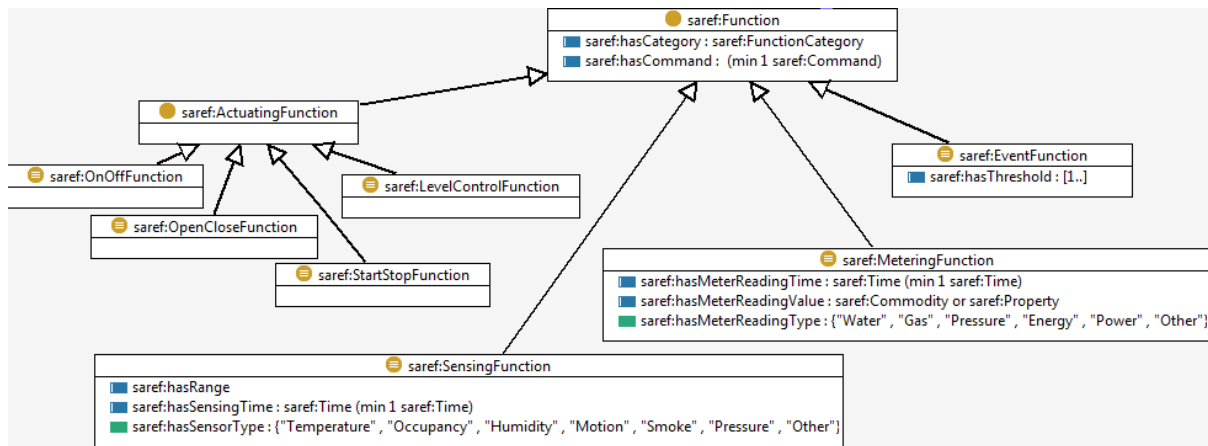 saref:Function
saref:hasCategory : saref:FunctionCategory
saref:hasCommand : (min 1 saref:Command)
saref:ActuatingFunction
saref:OnOffFunction
saref:LevelControlFunction
saref:OpenCloseFunction
saref:StartStopFunction
saref:EventFunction
saref:hasThreshold : [1..]
saref:MeteringFunction
saref:hasMeterReadingTime : saref:Time (min 1 saref:Time)
saref:hasMeterReadingValue : saref:Commodity or saref:Property
saref:hasMeterReadingType : {"Water" , "Gas" , "Pressure" , "Energy" , "Power" , "Other"}
saref:SensingFunction
saref:hasRange
saref:hasSensingTime : saref:Time (min 1 saref:Time)
saref:hasSensorType : {"Temperature" , "Occupancy" , "Humidity" , "Motion" , "Smoke" , "Pressure" , "Other"}